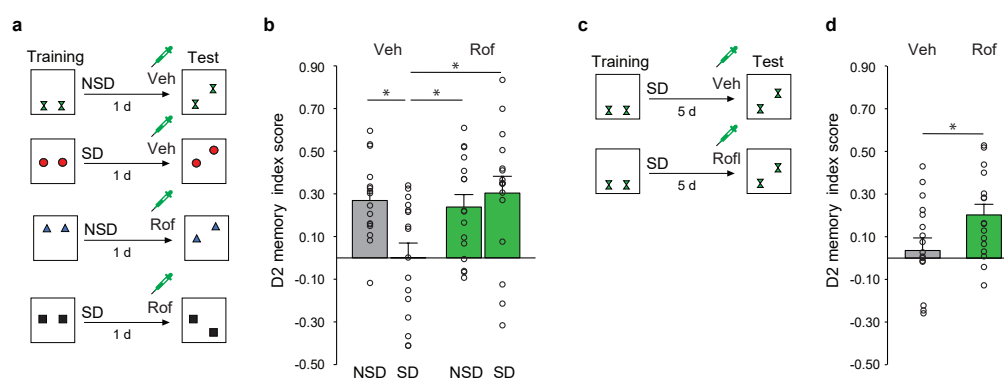 a
Training
Test
NSD
Veh
1 d
SD
Veh
1 d
NSD
Rof
1 d
SD
Rof
1 d
b
Veh
Rof
D2 memory index score
0.90
0.70
0.50
0.30
0.10
-0.10
-0.30
-0.50
*
*
*
NSD
SD
NSD
SD
c
Training
Test
SD
Veh
5 d
SD
Rofl
5 d
d
Veh
Rof
D2 memory index score
0.90
0.70
0.50
0.30
0.10
-0.10
-0.30
-0.50
*